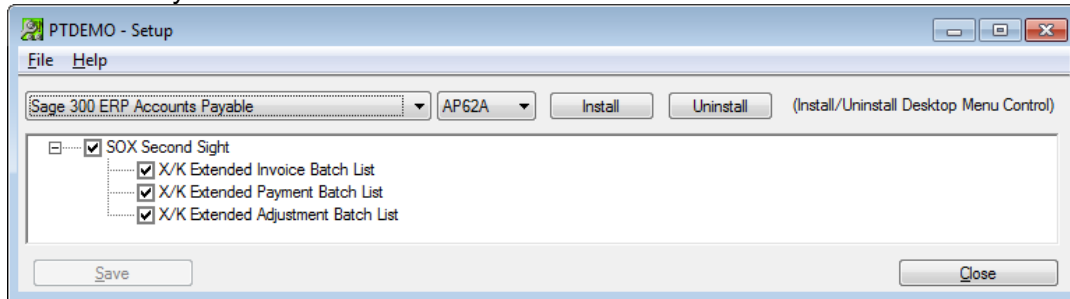 PTDEMO - Setup
File Help
Sage 300 ERP Accounts Payable AP62A Install Uninstall (Install/Uninstall Desktop Menu Control)
SOX Second Sight
X/K Extended Invoice Batch List
X/K Extended Payment Batch List
X/K Extended Adjustment Batch List
Save Close